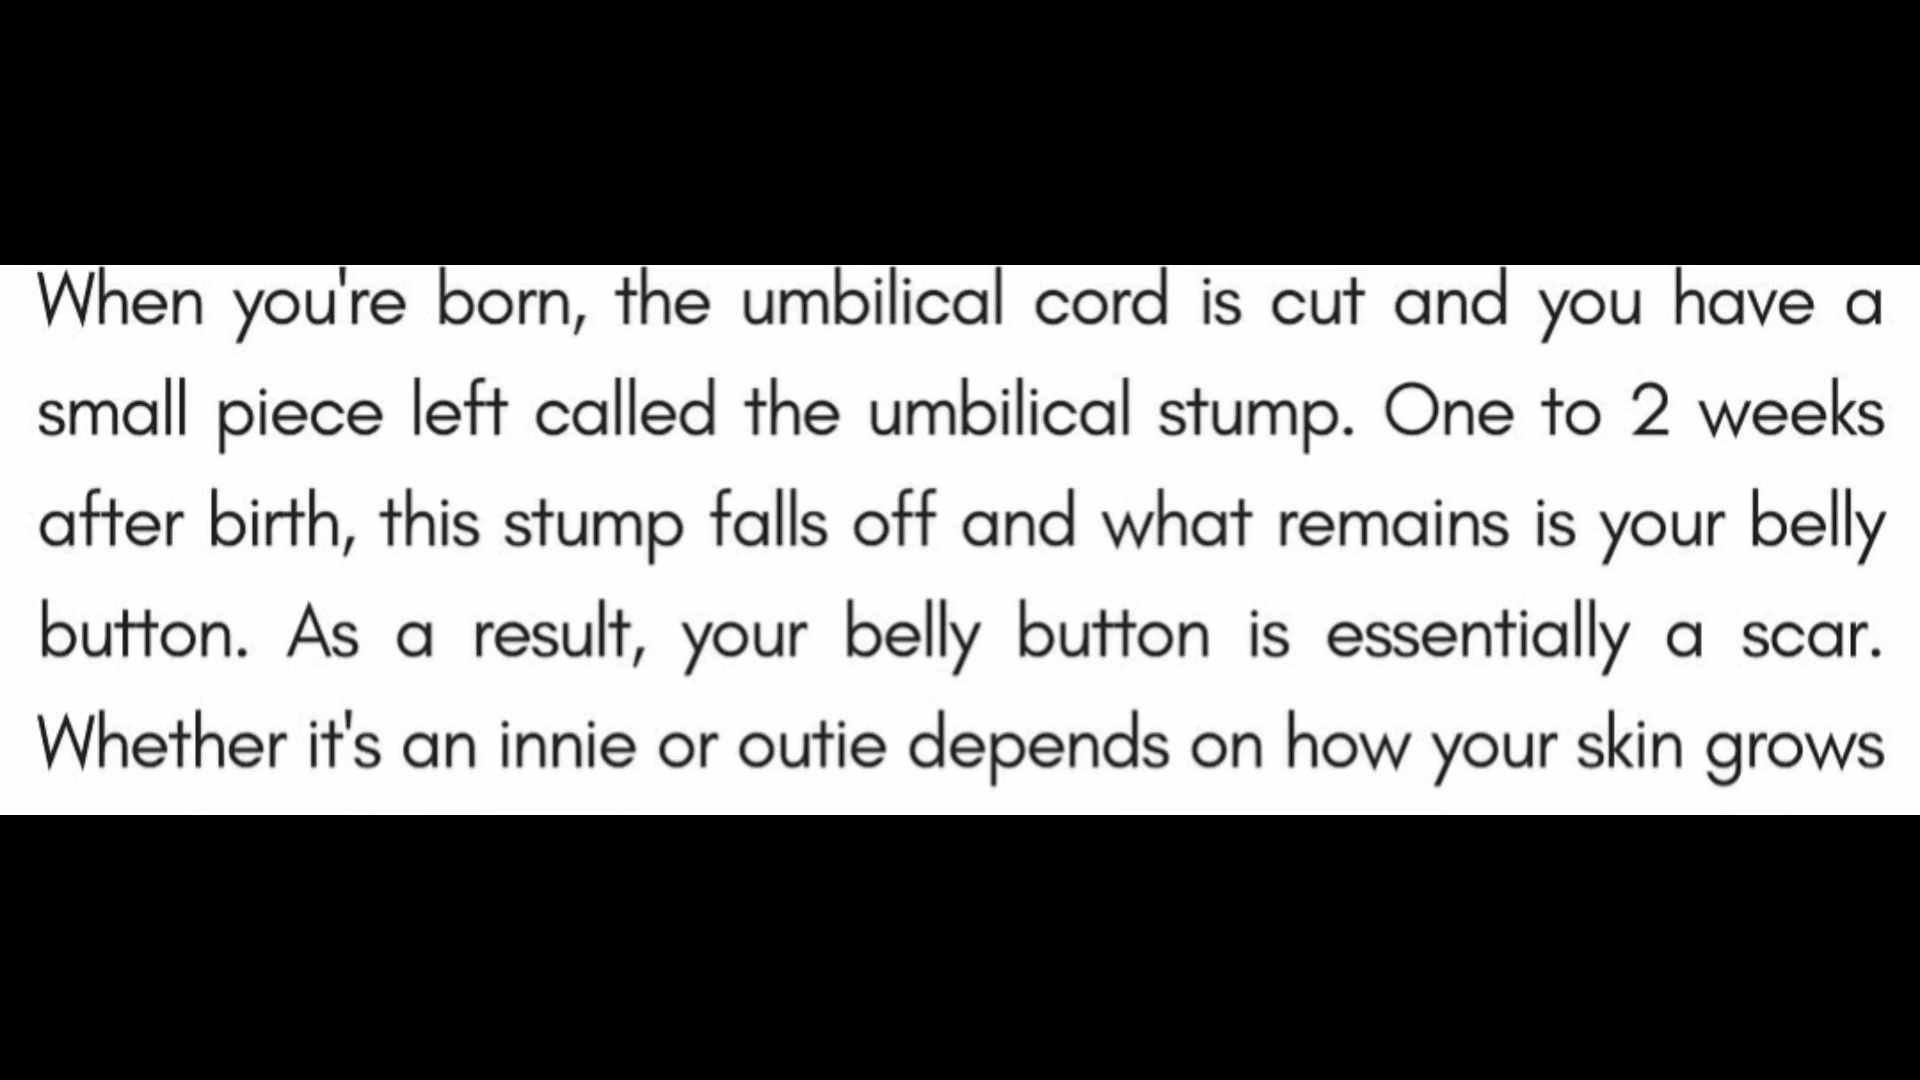 When you're born, the umbilical cord is cut and you have a
small piece left called the umbilical stump. One to 2 weeks
after birth, this stump falls off and what remains is your belly
button. As a result, your belly button is essentially a scar.
Whether it's an innie or outie depends on how your skin grows